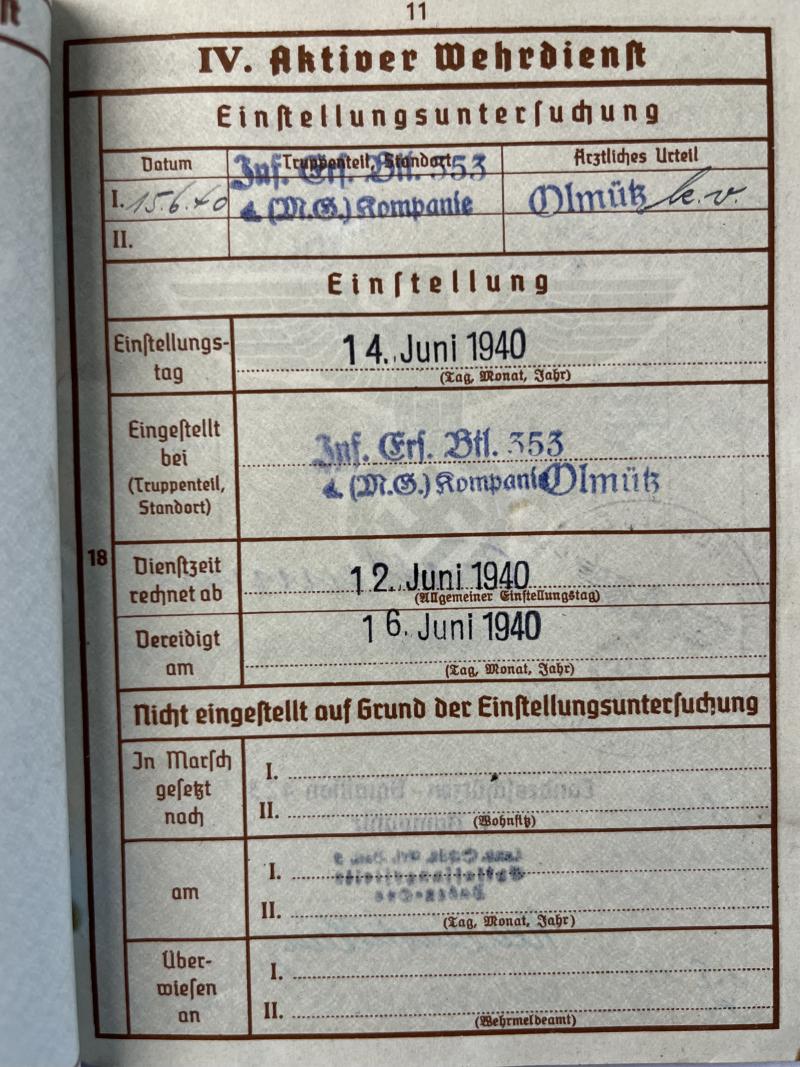 11
IV. Aktiver Wehrdienst
Einstellungsuntersuchung
Datum Truppenteil, Standort Ärztliches Urteil
I. 15.6.40 Inf. Ers. Btl. 353 Olmütz k.v.
4. (M.G.) Kompanie
II.
Einstellung
Einstellungs-
tag
14. Juni 1940
(Tag, Monat, Jahr)
Eingestellt
bei
(Truppenteil,
Standort)
Inf. Ers. Btl. 353
4. (M.G.) Kompanie Olmütz
18
Dienstzeit
rechnet ab
12. Juni 1940
(Allgemeiner Einstellungstag)
Vereidigt
am
16. Juni 1940
(Tag, Monat, Jahr)
Nicht eingestellt auf Grund der Einstellungsuntersuchung
In Marsch
gesetzt
nach
I.
II.
(Wohnsitz)
am
I.
II.
(Tag, Monat, Jahr)
Über-
wiesen
an
I.
II.
(Wehrmeldeamt)